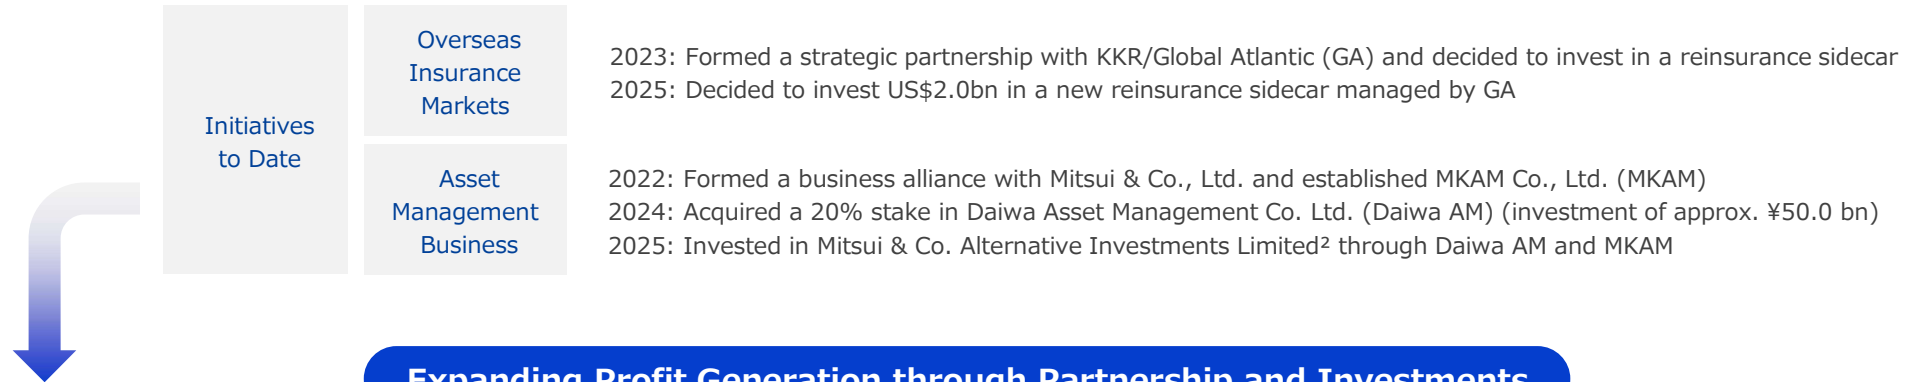 Initiatives
to Date
Overseas
Insurance
Markets
2023: Formed a strategic partnership with KKR/Global Atlantic (GA) and decided to invest in a reinsurance sidecar
2025: Decided to invest US$2.0bn in a new reinsurance sidecar managed by GA
Asset
Management
Business
2022: Formed a business alliance with Mitsui & Co., Ltd. and established MKAM Co., Ltd. (MKAM)
2024: Acquired a 20% stake in Daiwa Asset Management Co. Ltd. (Daiwa AM) (investment of approx. ¥50.0 bn)
2025: Invested in Mitsui & Co. Alternative Investments Limited² through Daiwa AM and MKAM
Expanding Profit Generation through Partnership and Investments